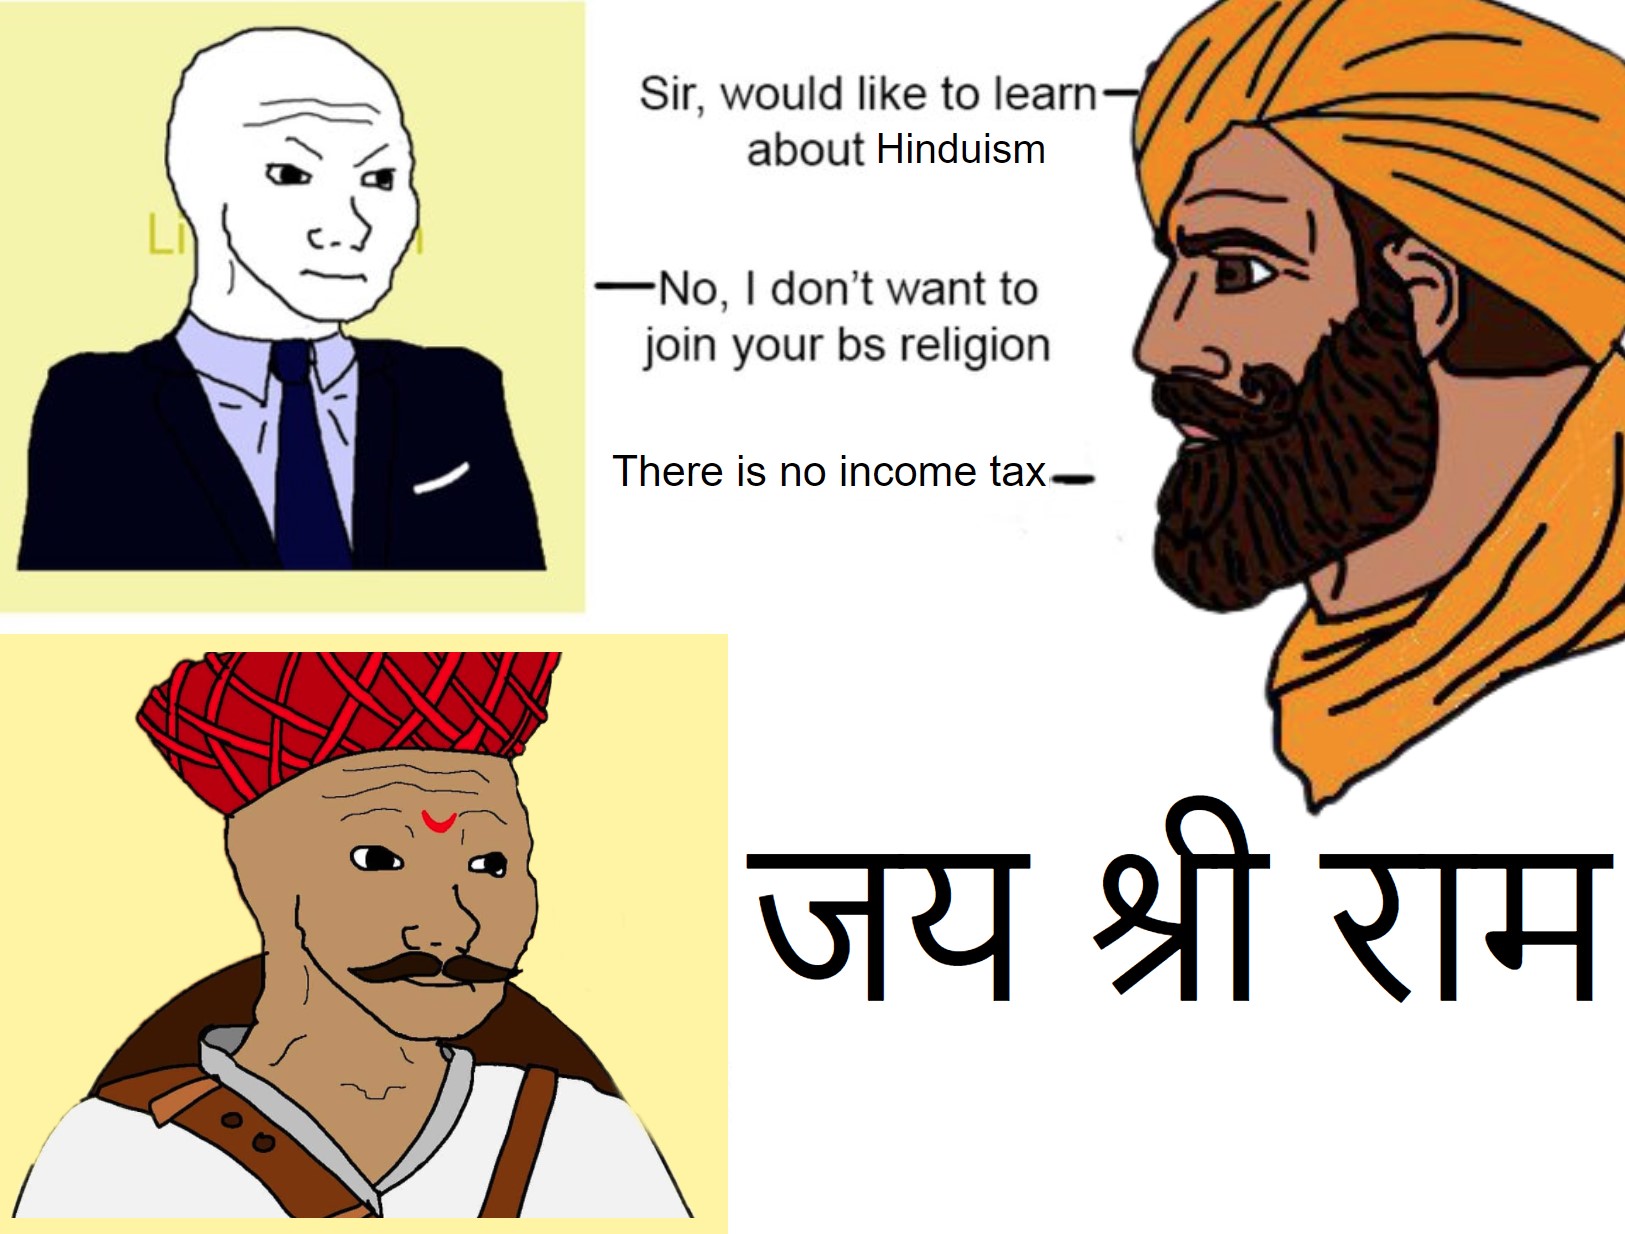 Sir, would like to learn
about Hinduism
No, I don't want to
join your bs religion
There is no income tax
जय श्री राम